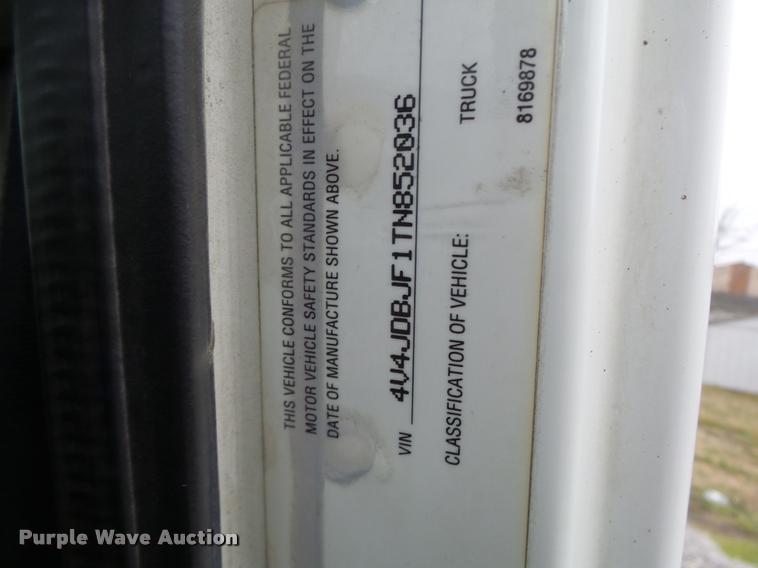 THIS VEHICLE CONFORMS TO ALL APPLICABLE FEDERAL
MOTOR VEHICLE SAFETY STANDARDS IN EFFECT ON THE
DATE OF MANUFACTURE SHOWN ABOVE.
VIN 4V4JDBJF1TN852036
CLASSIFICATION OF VEHICLE: TRUCK
8169878
Purple Wave Auction